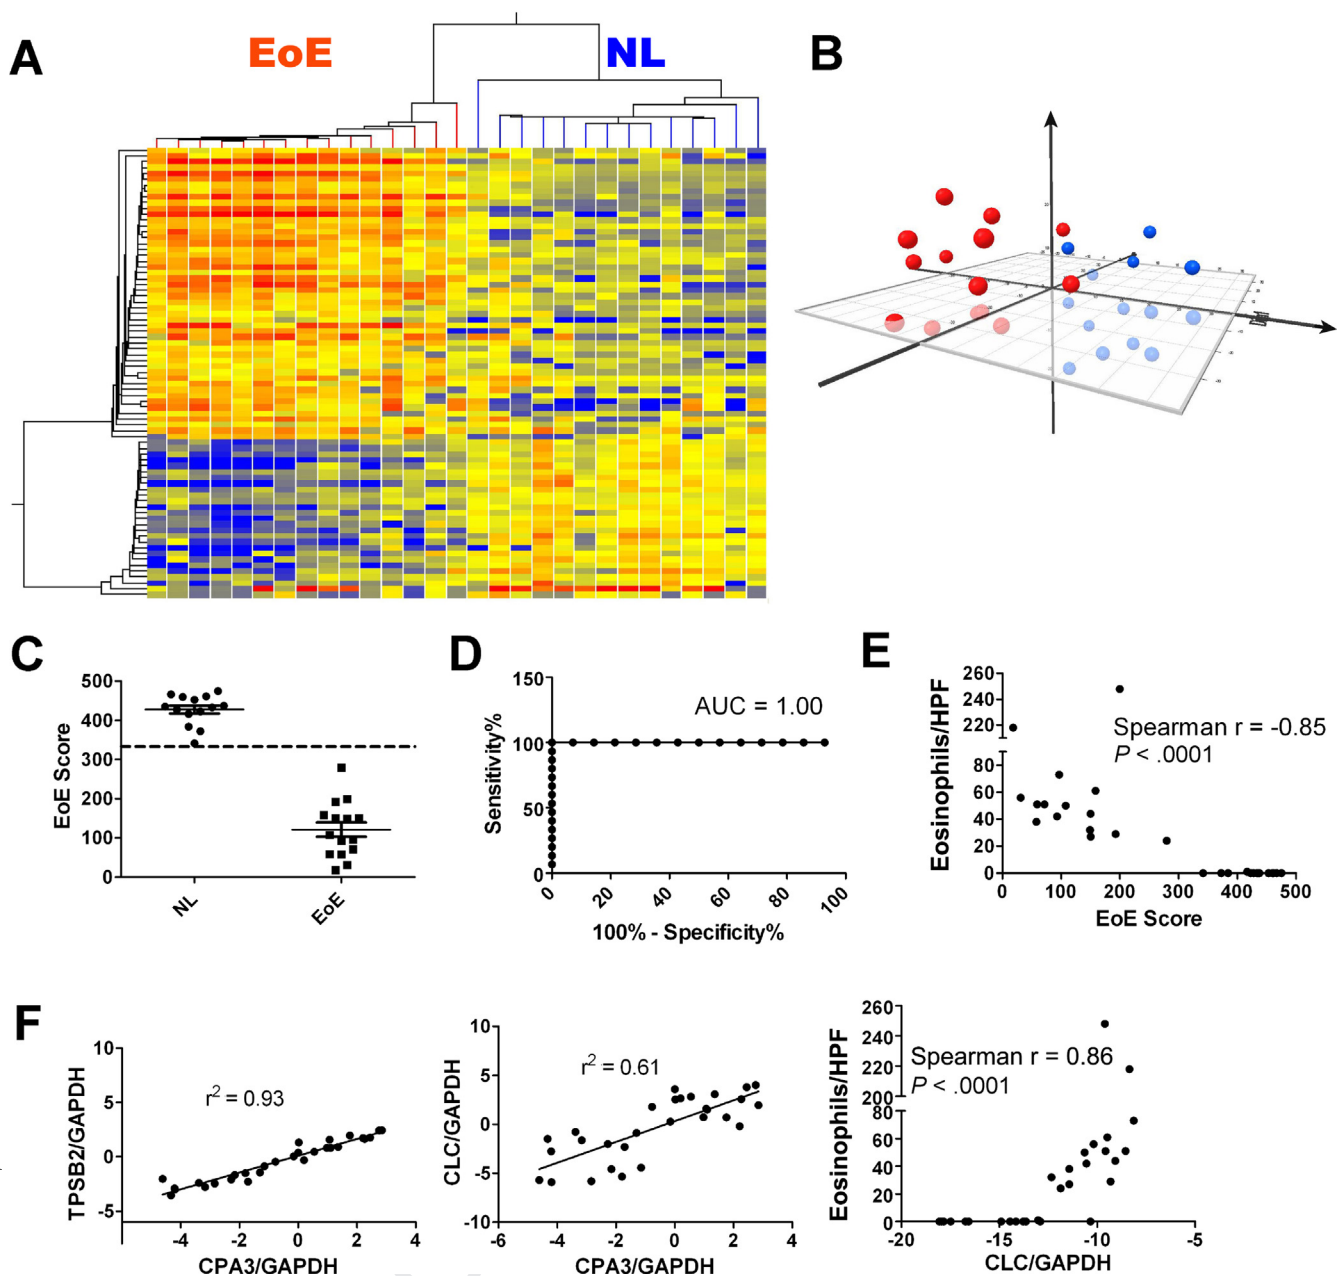 A
EoE
NL
B
C
EoE Score
500
400
300
200
100
0
NL
EoE
D
Sensitivity%
150
100
50
0
AUC = 1.00
0
20
40
60
80
100
100% - Specificity%
E
Eosinophils/HPF
260
240
220
80
60
40
20
0
Spearman r = -0.85
P < .0001
0
100
200
300
400
500
EoE Score
F
TPSB2/GAPDH
10
5
0
-5
r2 = 0.93
-4
-2
0
2
4
CPA3/GAPDH
CLC/GAPDH
10
5
0
-5
-10
r2 = 0.61
-6
-4
-2
0
2
4
CPA3/GAPDH
Eosinophils/HPF
260
240
220
200
80
60
40
20
0
Spearman r = 0.86
P < .0001
-20
-15
-10
-5
CLC/GAPDH